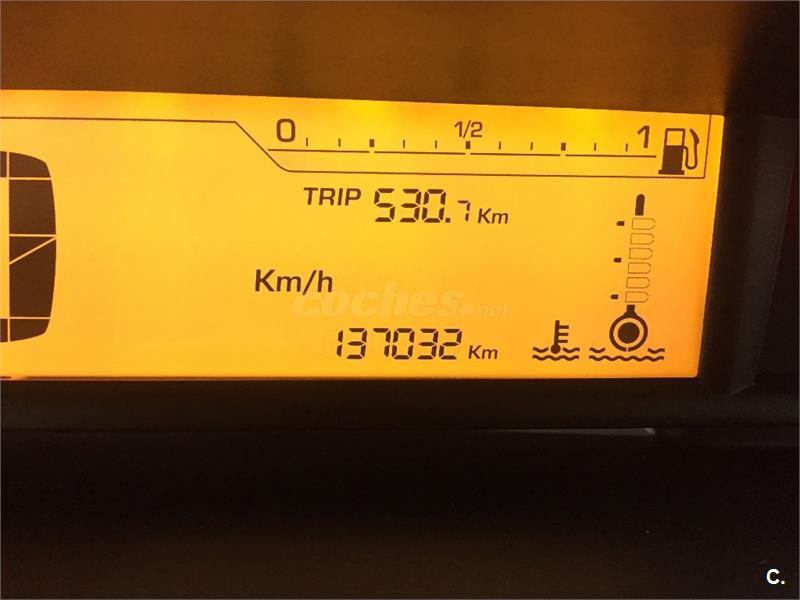 0 1/2 1
TRIP 530.7 Km
Km/h
coches.net
137032 Km
C.